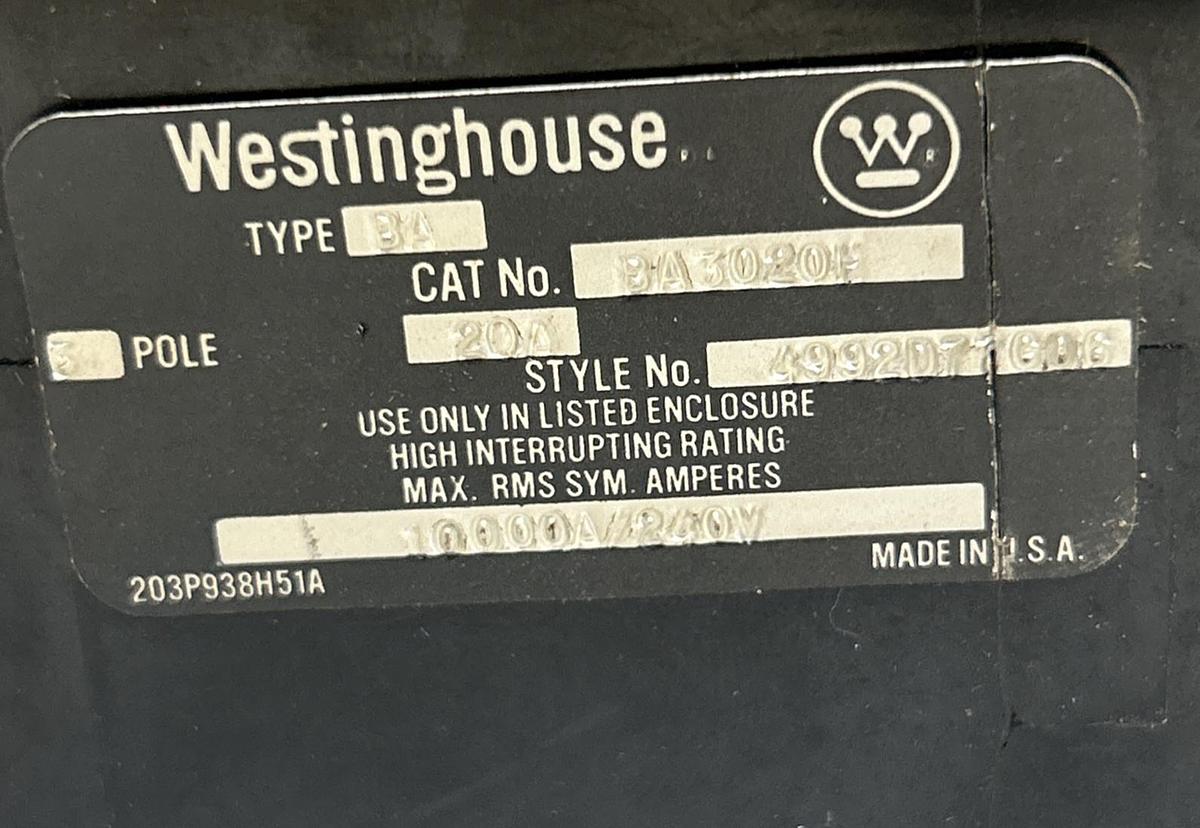 Westinghouse
W
R
TYPE BA
CAT No. BA3020H
3 POLE 20A
STYLE No.
USE ONLY IN LISTED ENCLOSURE
HIGH INTERRUPTING RATING
MAX. RMS SYM. AMPERES
10000A/240V
203P938H51A
MADE IN U.S.A.